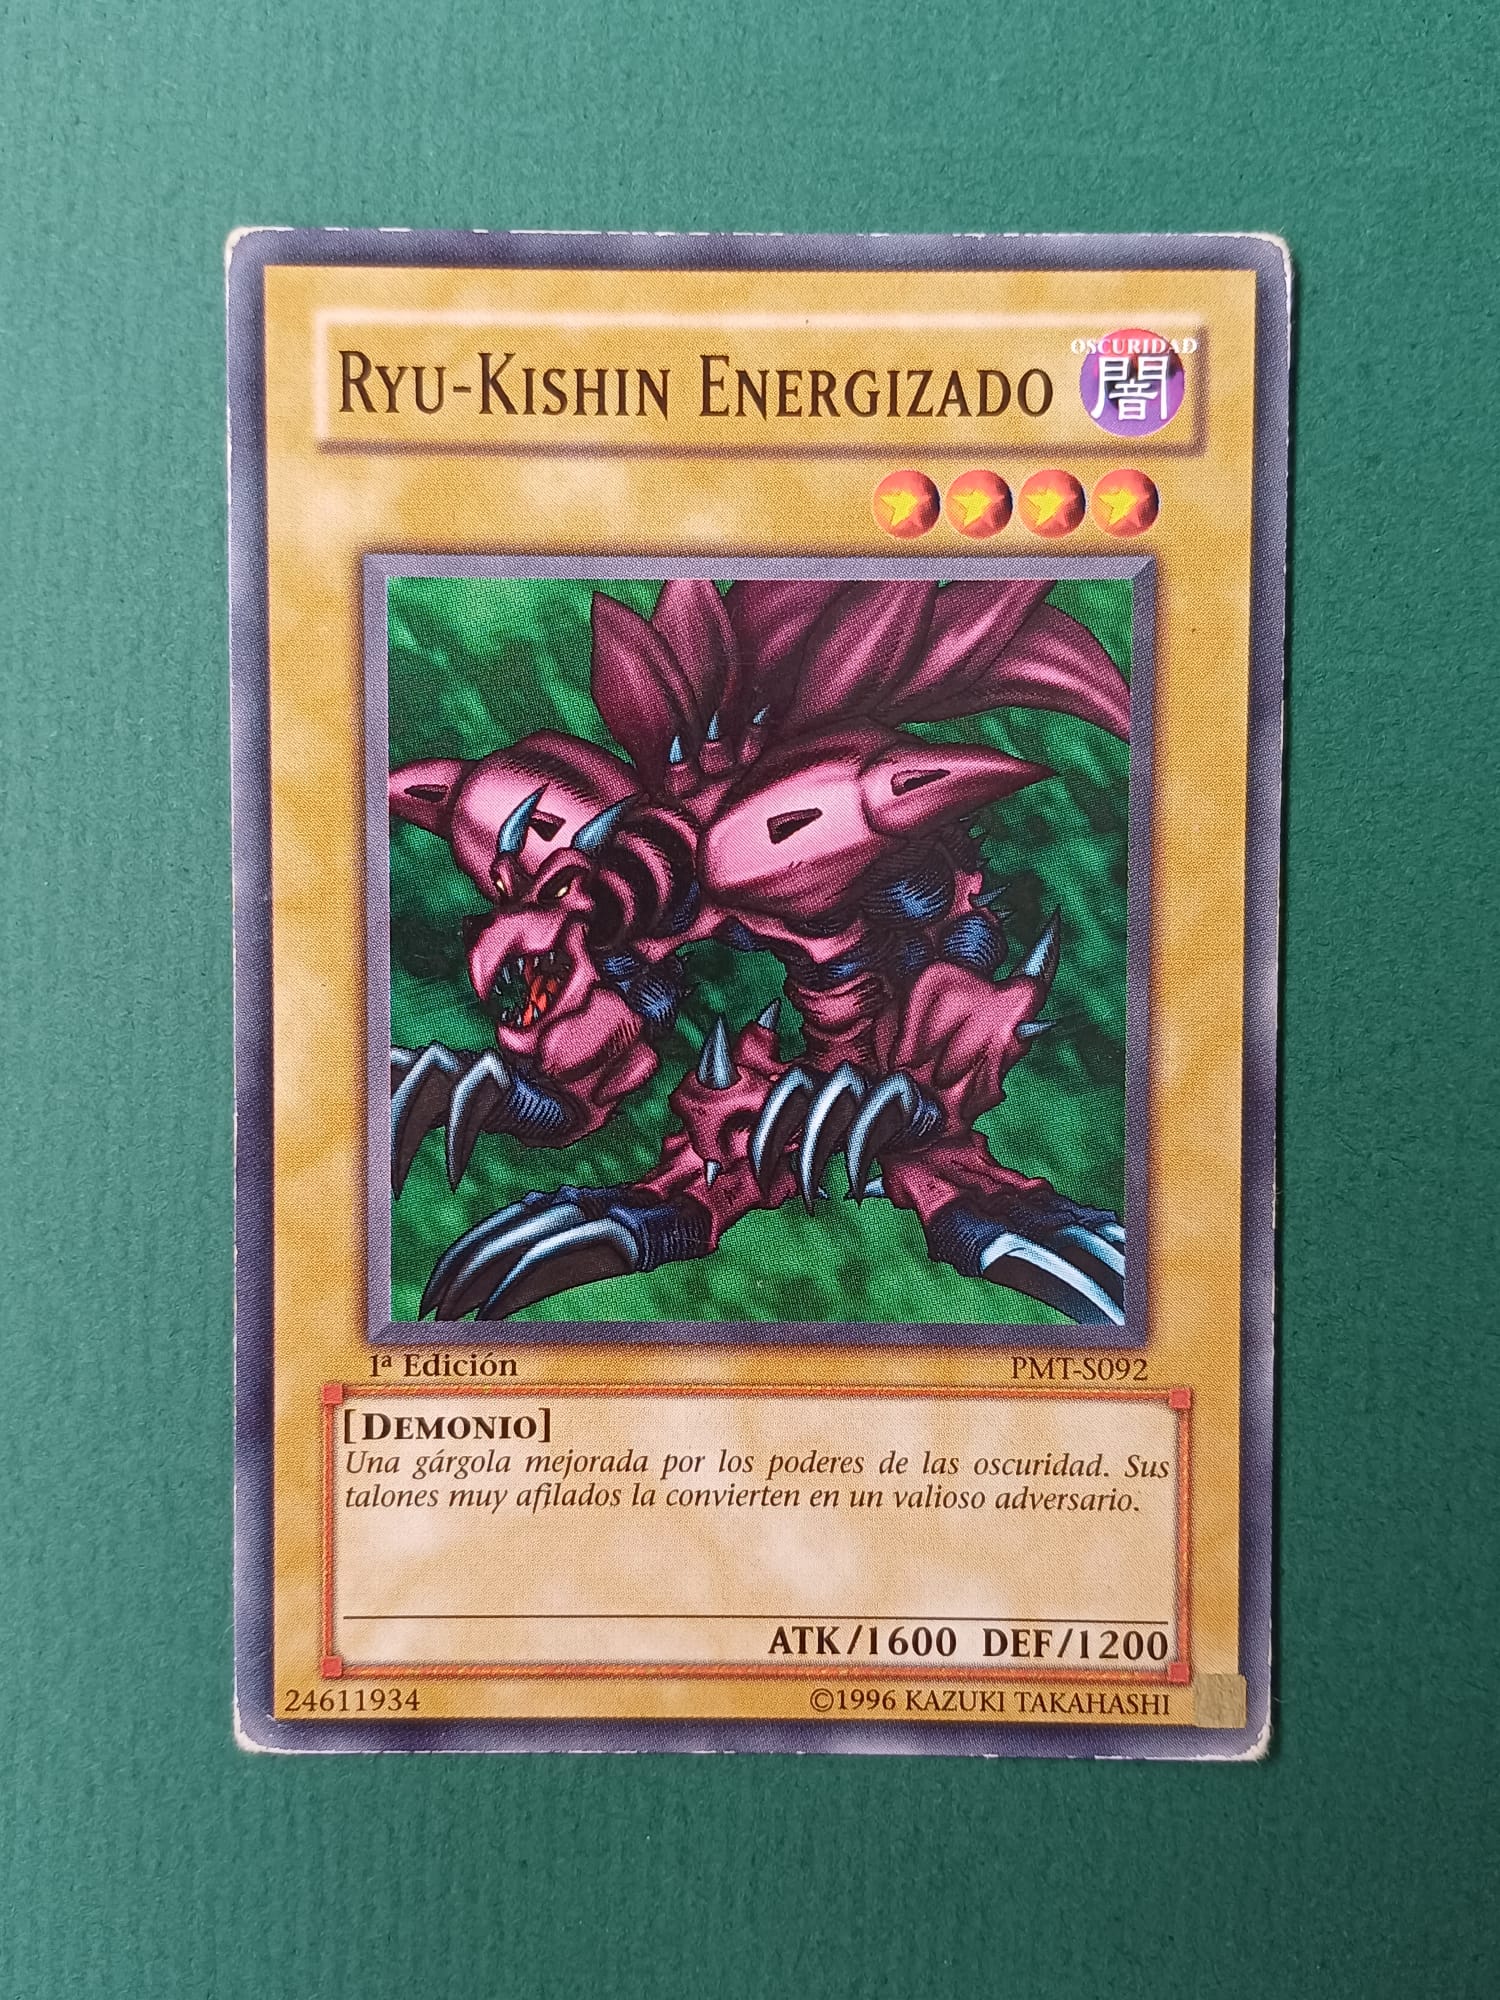 RYU-KISHIN ENERGIZADO
OSCURIDAD
闇
1ª Edición
PMT-S092
[DEMONIO]
Una gárgola mejorada por los poderes de las oscuridad. Sus
talones muy afilados la convierten en un valioso adversario.
ATK/1600 DEF/1200
24611934
©1996 KAZUKI TAKAHASHI